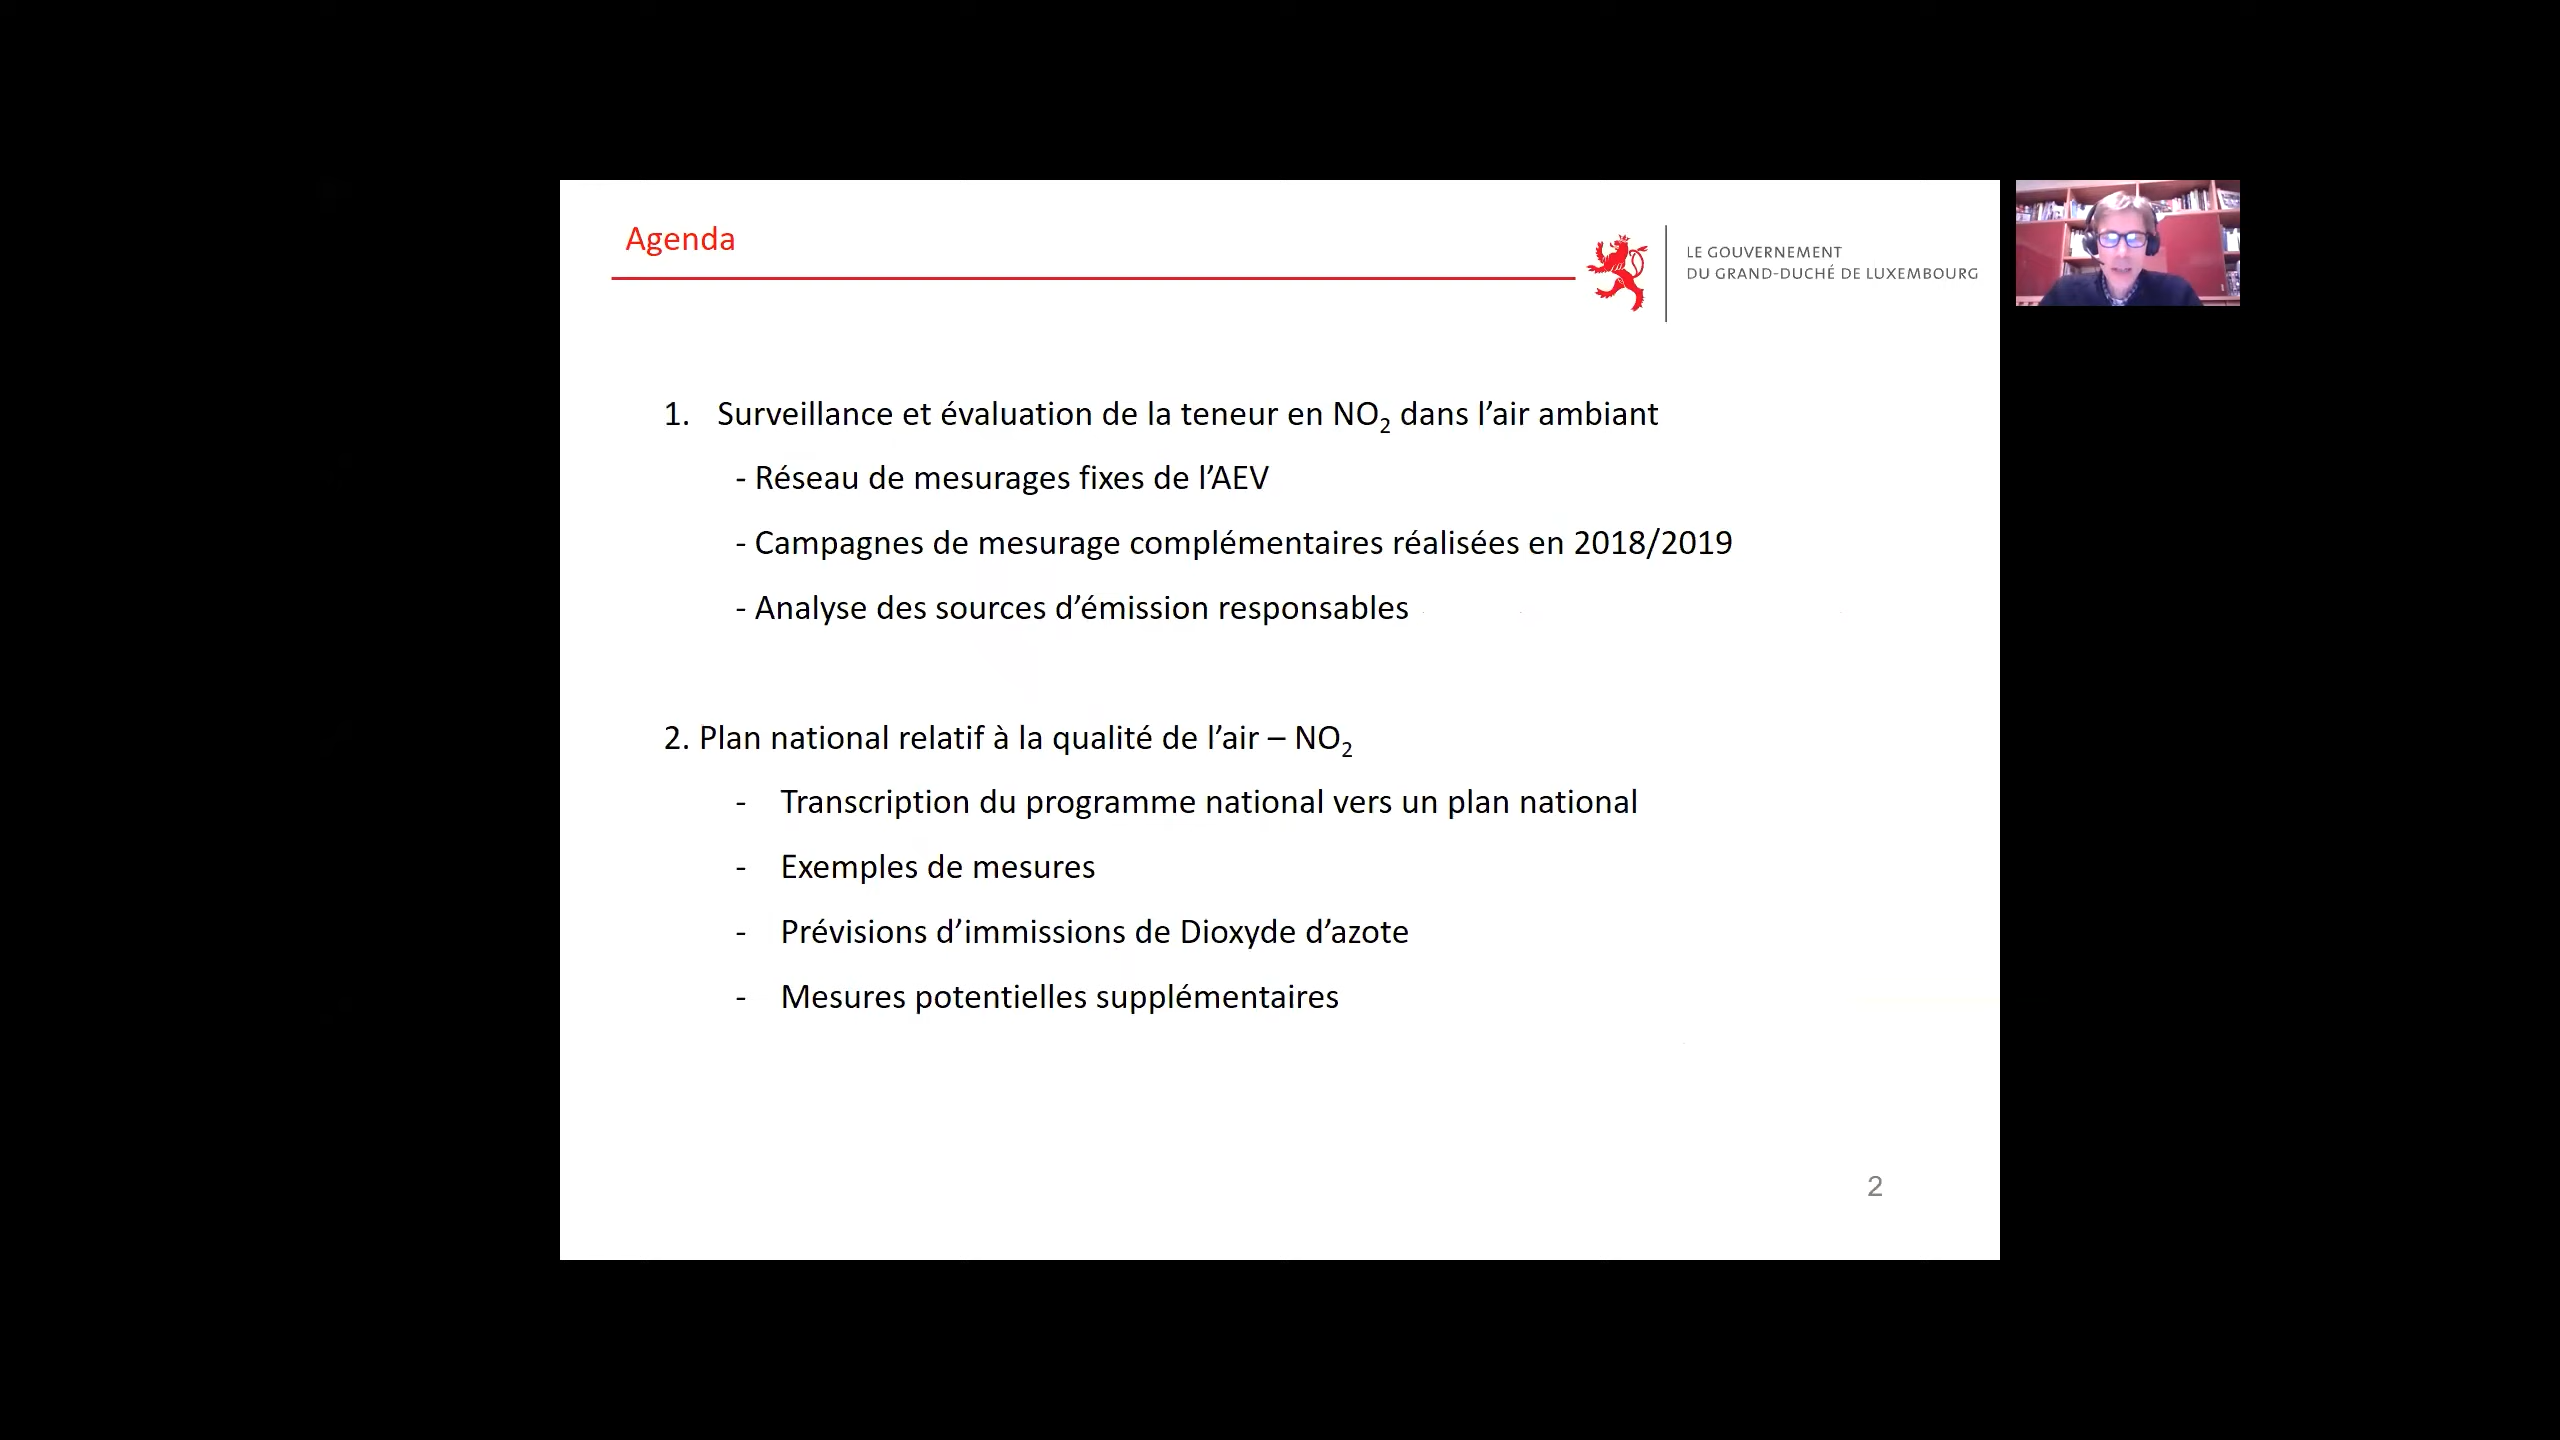 Agenda
LE GOUVERNEMENT
DU GRAND-DUCHÉ DE LUXEMBOURG
1. Surveillance et évaluation de la teneur en NO₂ dans l’air ambiant
- Réseau de mesurages fixes de l’AEV
- Campagnes de mesurage complémentaires réalisées en 2018/2019
- Analyse des sources d’émission responsables
2. Plan national relatif à la qualité de l’air – NO₂
- Transcription du programme national vers un plan national
- Exemples de mesures
- Prévisions d’immissions de Dioxyde d’azote
- Mesures potentielles supplémentaires
2